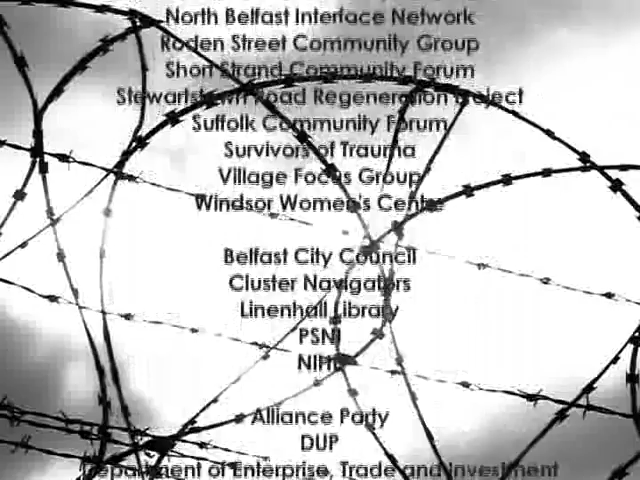 North Belfast Interface Network
Roden Street Community Group
Short Strand Community Forum
Stewartstown Road Regeneration Project
Suffolk Community Forum
Survivors of Trauma
Village Focus Group
Windsor Women's Centre
Belfast City Council
Cluster Navigators
Linenhall Library
PSNI
Alliance Party
DUP
Department of Enterprise, Trade and Investment